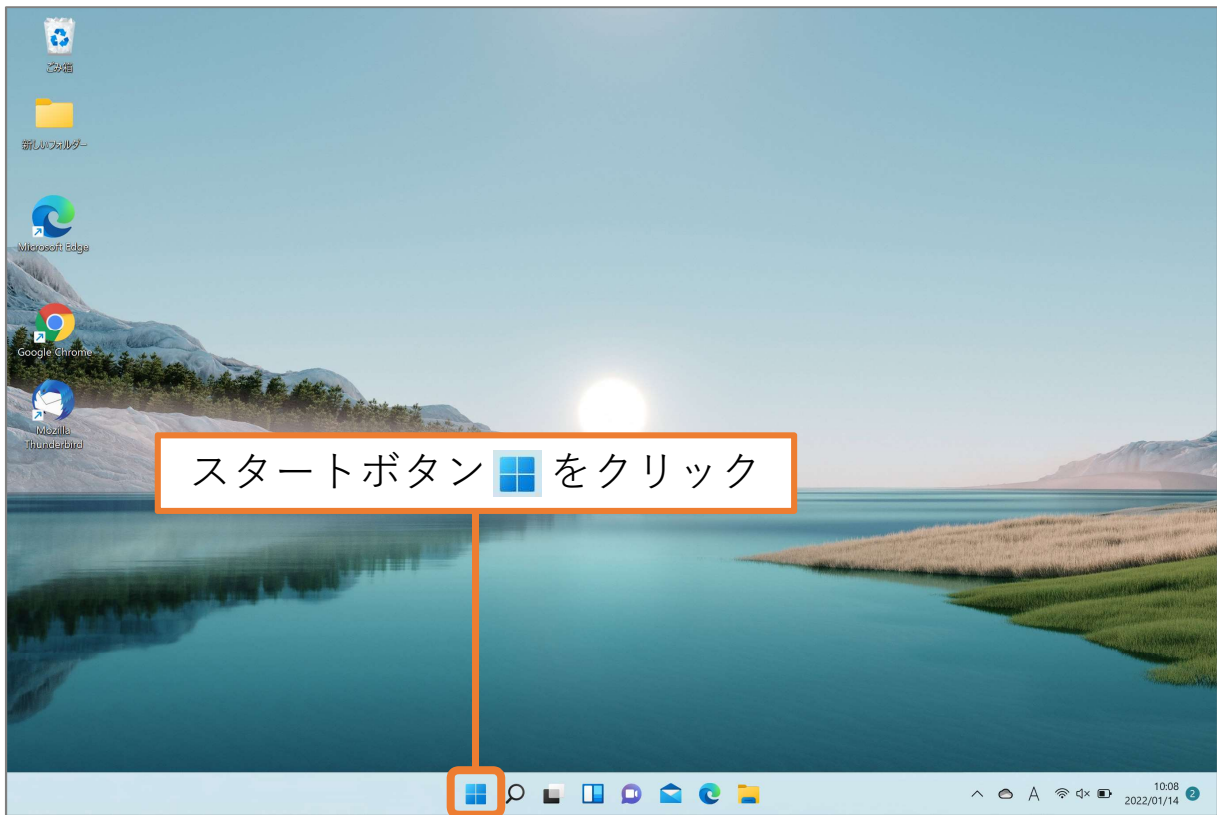 ごみ箱
新しいフォルダー
Microsoft Edge
Google Chrome
Mozilla
Thunderbird
スタートボタン をクリック
A
10:08
2022/01/14
2